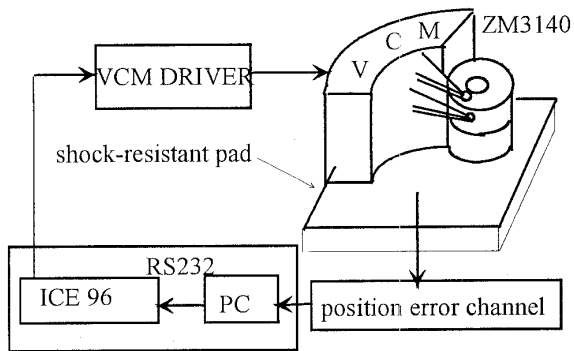 V C M
ZM3140
VCM DRIVER
shock-resistant pad
RS232
ICE 96
PC
position error channel